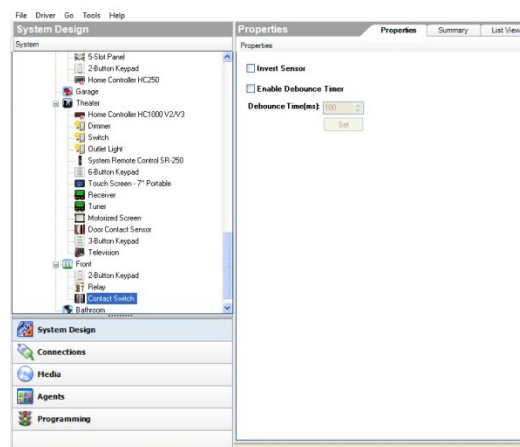 File Driver Go Tools Help
System Design
System
5-Slot Panel
2-Button Keypad
Home Controller HC250
Garage
Theater
Home Controller HC1000 V2/V3
Dimmer
Switch
Outlet Light
System Remote Control SR-250
6-Button Keypad
Touch Screen - 7" Portable
Receiver
Tuner
Motorized Screen
Door Contact Sensor
3-Button Keypad
Television
Front
2-Button Keypad
Relay
Contact Switch
Bathroom
System Design
Connections
Media
Agents
Programming
Properties Properties Summary List View
Properties
Invert Sensor
Enable Debounce Timer
Debounce Time(ms): 100
Set